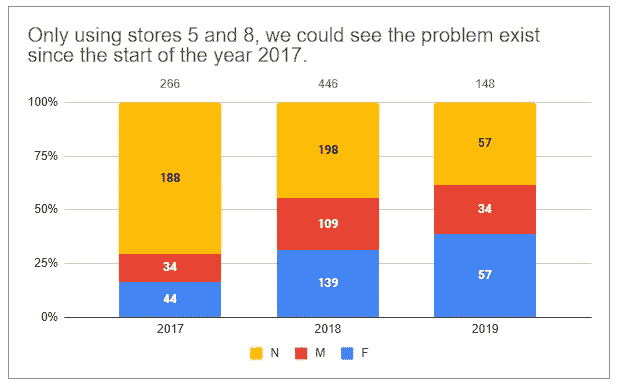 Only using stores 5 and 8, we could see the problem exist
since the start of the year 2017.
266 446 148
100%
75%
50%
25%
0%
188 198 57
34 109 34
44 139 57
2017 2018 2019
N M F